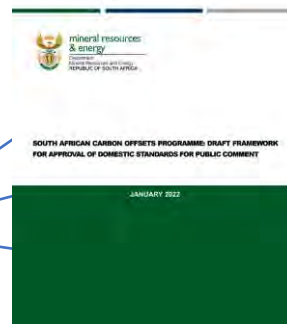 mineral resources
& energy
Department:
Mineral Resources and Energy
REPUBLIC OF SOUTH AFRICA
SOUTH AFRICAN CARBON OFFSETS PROGRAMME: DRAFT FRAMEWORK
FOR APPROVAL OF DOMESTIC STANDARDS FOR PUBLIC COMMENT
JANUARY 2022